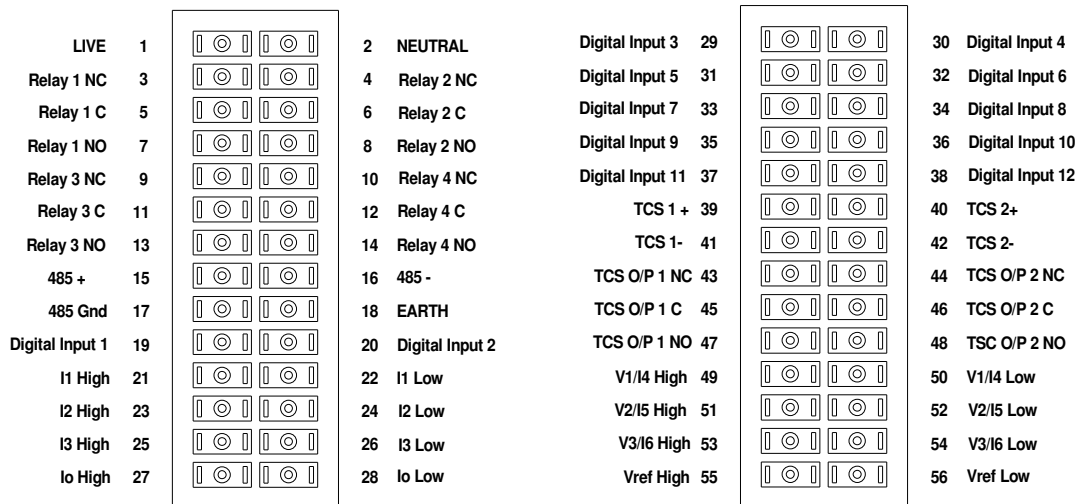 LIVE 1 2 NEUTRAL
Relay 1 NC 3 4 Relay 2 NC
Relay 1 C 5 6 Relay 2 C
Relay 1 NO 7 8 Relay 2 NO
Relay 3 NC 9 10 Relay 4 NC
Relay 3 C 11 12 Relay 4 C
Relay 3 NO 13 14 Relay 4 NO
485 + 15 16 485 -
485 Gnd 17 18 EARTH
Digital Input 1 19 20 Digital Input 2
I1 High 21 22 I1 Low
I2 High 23 24 I2 Low
I3 High 25 26 I3 Low
Io High 27 28 Io Low
Digital Input 3 29 30 Digital Input 4
Digital Input 5 31 32 Digital Input 6
Digital Input 7 33 34 Digital Input 8
Digital Input 9 35 36 Digital Input 10
Digital Input 11 37 38 Digital Input 12
TCS 1 + 39 40 TCS 2+
TCS 1- 41 42 TCS 2-
TCS O/P 1 NC 43 44 TCS O/P 2 NC
TCS O/P 1 C 45 46 TCS O/P 2 C
TCS O/P 1 NO 47 48 TSC O/P 2 NO
V1/I4 High 49 50 V1/I4 Low
V2/I5 High 51 52 V2/I5 Low
V3/I6 High 53 54 V3/I6 Low
Vref High 55 56 Vref Low